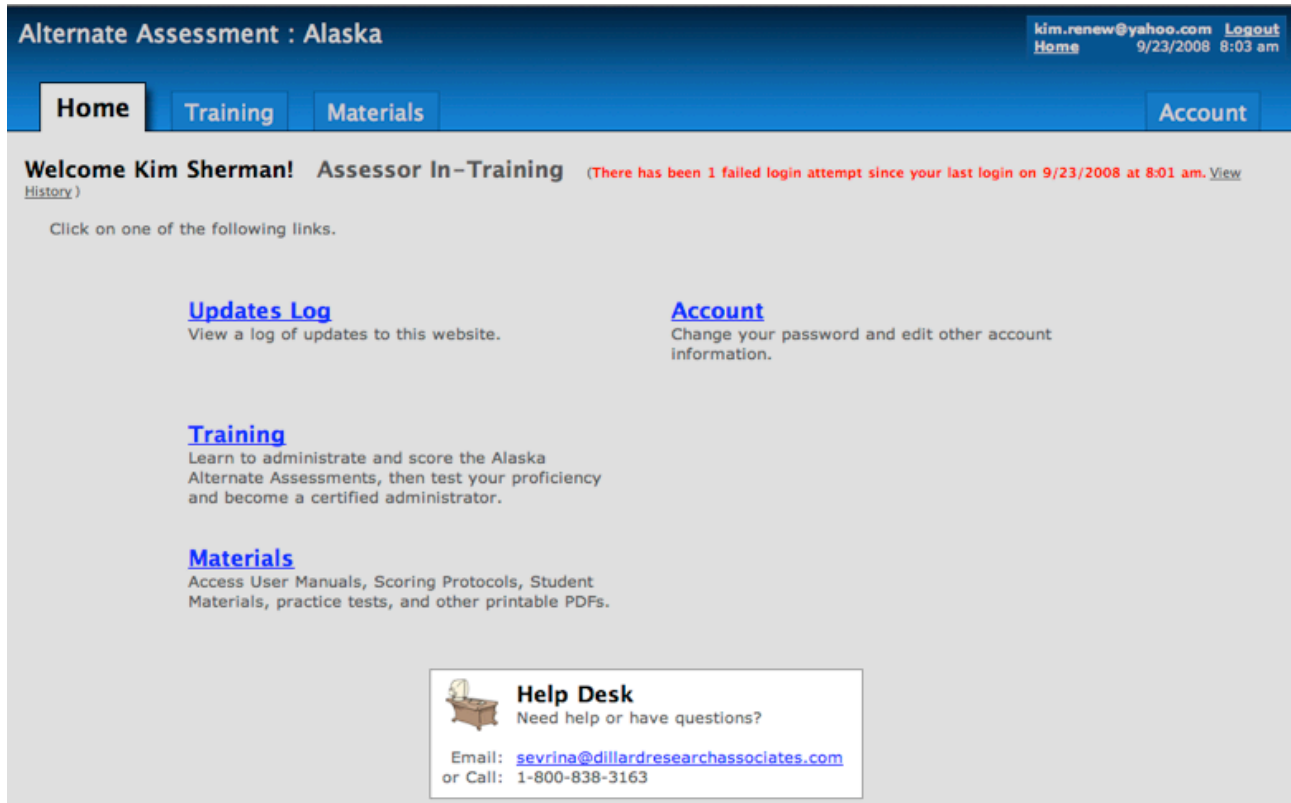 Alternate Assessment : Alaska
kim.renew@yahoo.com Logout
Home 9/23/2008 8:03 am
Home Training Materials Account
Welcome Kim Sherman! Assessor In-Training (There has been 1 failed login attempt since your last login on 9/23/2008 at 8:01 am. View
History )
Click on one of the following links.
Updates Log
View a log of updates to this website.
Account
Change your password and edit other account
information.
Training
Learn to administrate and score the Alaska
Alternate Assessments, then test your proficiency
and become a certified administrator.
Materials
Access User Manuals, Scoring Protocols, Student
Materials, practice tests, and other printable PDFs.
Help Desk
Need help or have questions?
Email: sevrina@dillardresearchassociates.com
or Call: 1-800-838-3163